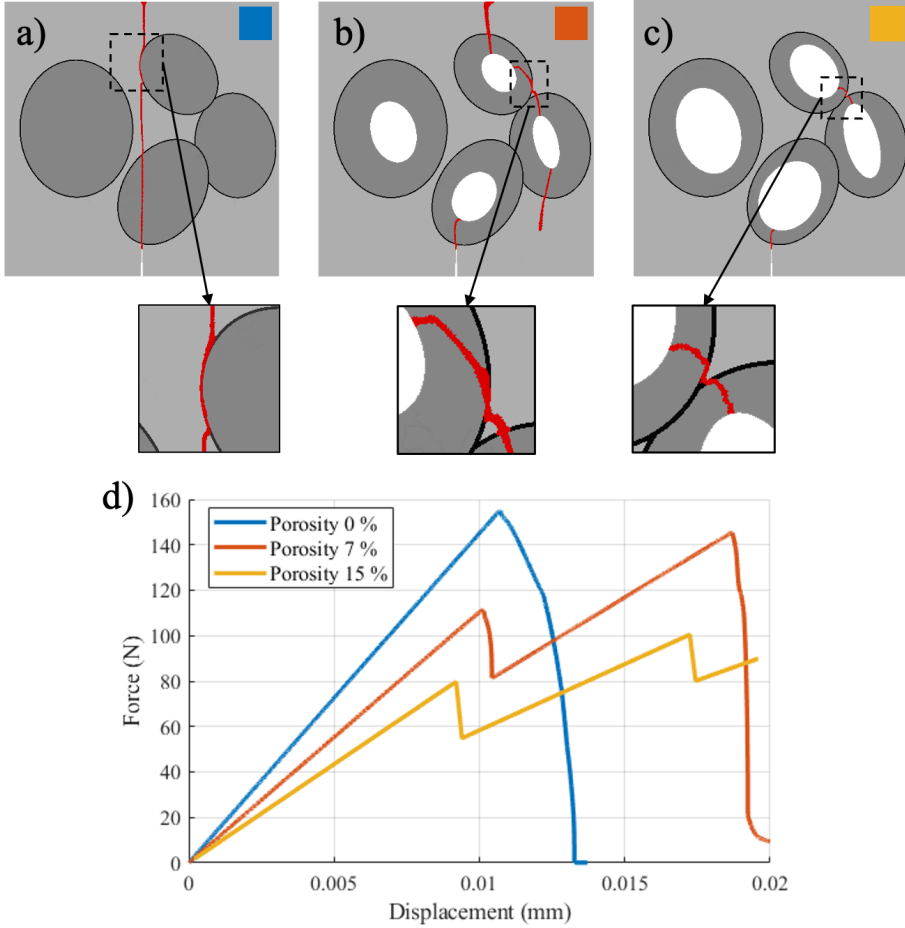 a)
b)
c)
d)
160
140
120
100
80
60
40
20
0
Force (N)
Porosity 0 %
Porosity 7 %
Porosity 15 %
0
0.005
0.01
0.015
0.02
Displacement (mm)